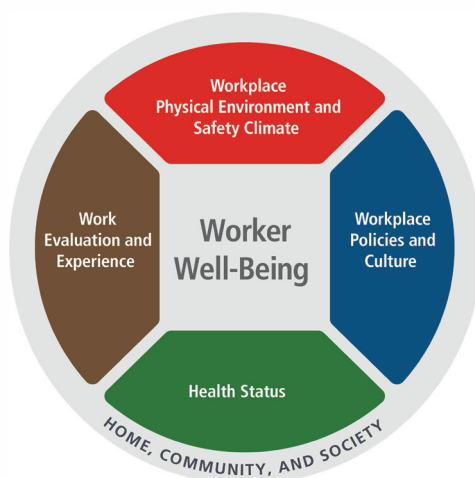 Workplace
Physical Environment and
Safety Climate
Work
Evaluation and
Experience
Worker
Well-Being
Workplace
Policies and
Culture
Health Status
HOME, COMMUNITY, AND SOCIETY